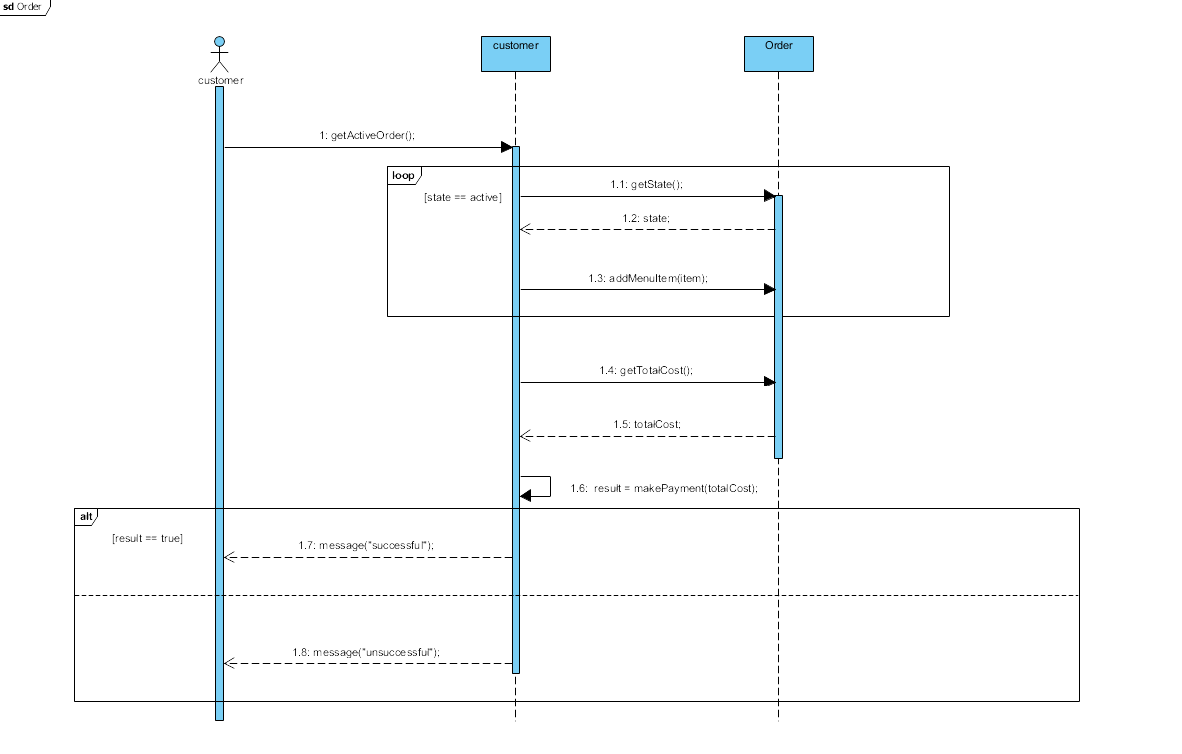 sd Order
customer
Order
customer
1: getActiveOrder();
loop
1.1: getState();
[state == active]
1.2: state;
1.3: addMenuItem(item);
1.4: getTotalCost();
1.5: totalCost;
1.6: result = makePayment(totalCost);
alt
[result == true]
1.7: message("successful");
1.8: message("unsuccessful");